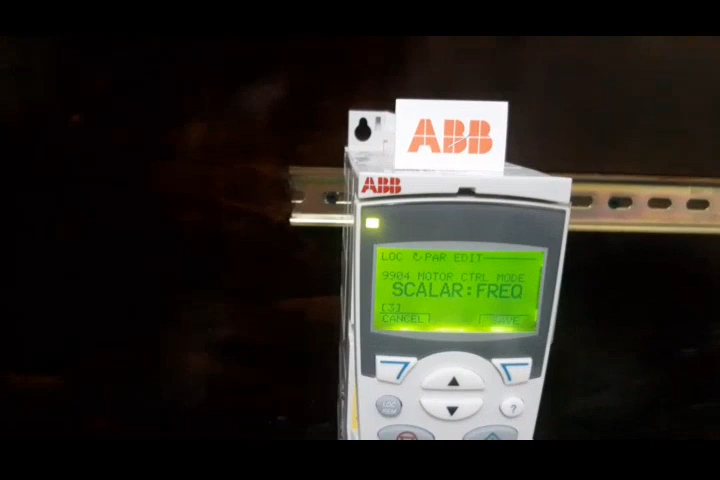 ABB
ABB
LOC ↻ PAR EDIT
9904 MOTOR CTRL MODE
SCALAR:FREQ
[3]
CANCEL
SAVE
LOC
REM
?